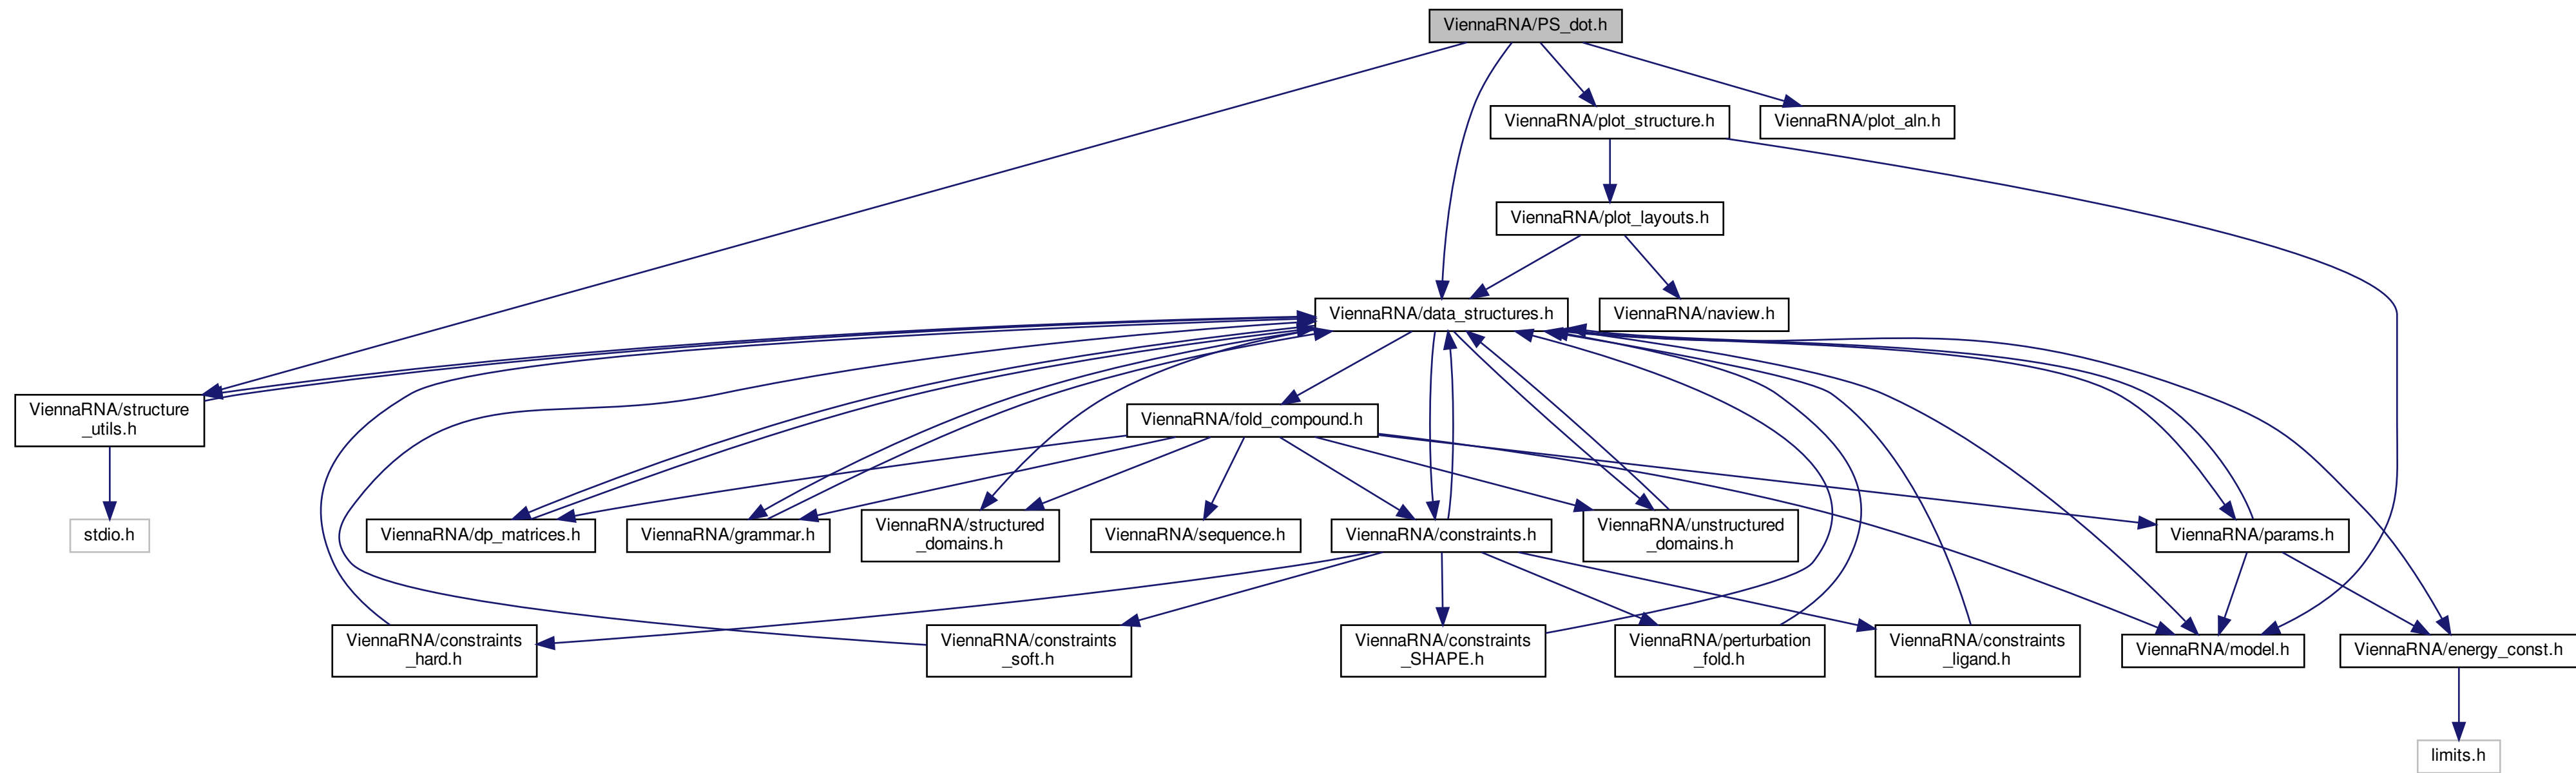 ViennaRNA/PS_dot.h
ViennaRNA/plot_structure.h
ViennaRNA/plot_aln.h
ViennaRNA/plot_layouts.h
ViennaRNA/data_structures.h
ViennaRNA/naview.h
ViennaRNA/structure
_utils.h
ViennaRNA/fold_compound.h
stdio.h
ViennaRNA/dp_matrices.h
ViennaRNA/grammar.h
ViennaRNA/structured
_domains.h
ViennaRNA/sequence.h
ViennaRNA/constraints.h
ViennaRNA/unstructured
_domains.h
ViennaRNA/params.h
ViennaRNA/constraints
_hard.h
ViennaRNA/constraints
_soft.h
ViennaRNA/constraints
_SHAPE.h
ViennaRNA/perturbation
_fold.h
ViennaRNA/constraints
_ligand.h
ViennaRNA/model.h
ViennaRNA/energy_const.h
limits.h